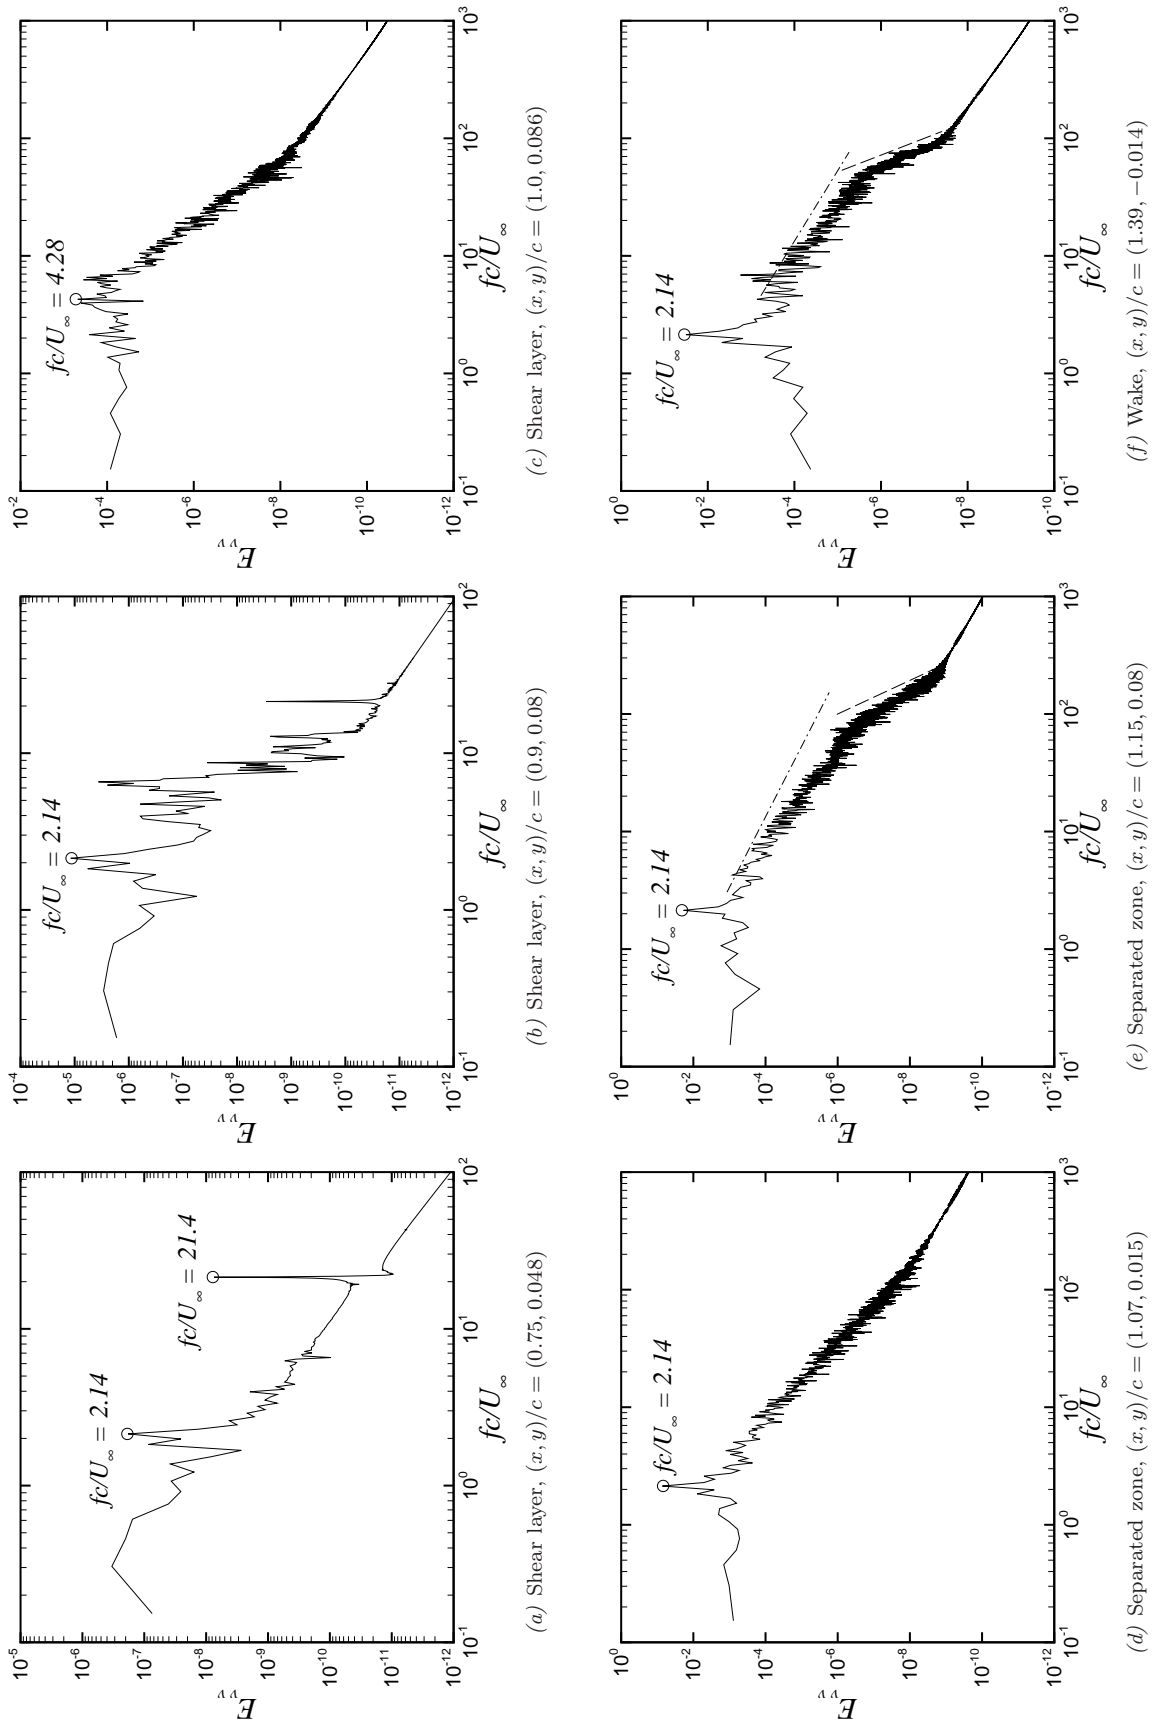 10^-5
10^-6
10^-7
10^-8
10^-9
10^-10
10^-11
10^-12
E_vv
fc/U∞ = 2.14
fc/U∞ = 21.4
10^-1
10^0
10^1
10^2
fc/U∞
(a) Shear layer, (x, y)/c = (0.75, 0.048)
10^-4
10^-5
10^-6
10^-7
10^-8
10^-9
10^-10
10^-11
10^-12
E_vv
fc/U∞ = 2.14
10^-1
10^0
10^1
10^2
fc/U∞
(b) Shear layer, (x, y)/c = (0.9, 0.08)
10^-2
10^-4
10^-6
10^-8
10^-10
10^-12
E_vv
fc/U∞ = 4.28
10^-1
10^0
10^1
10^2
10^3
fc/U∞
(c) Shear layer, (x, y)/c = (1.0, 0.086)
10^0
10^-2
10^-4
10^-6
10^-8
10^-10
10^-12
E_vv
fc/U∞ = 2.14
10^-1
10^0
10^1
10^2
10^3
fc/U∞
(d) Separated zone, (x, y)/c = (1.07, 0.015)
10^0
10^-2
10^-4
10^-6
10^-8
10^-10
10^-12
E_vv
fc/U∞ = 2.14
10^-1
10^0
10^1
10^2
10^3
fc/U∞
(e) Separated zone, (x, y)/c = (1.15, 0.08)
10^0
10^-2
10^-4
10^-6
10^-8
10^-10
E_vv
fc/U∞ = 2.14
10^-1
10^0
10^1
10^2
10^3
fc/U∞
(f) Wake, (x, y)/c = (1.39, −0.014)